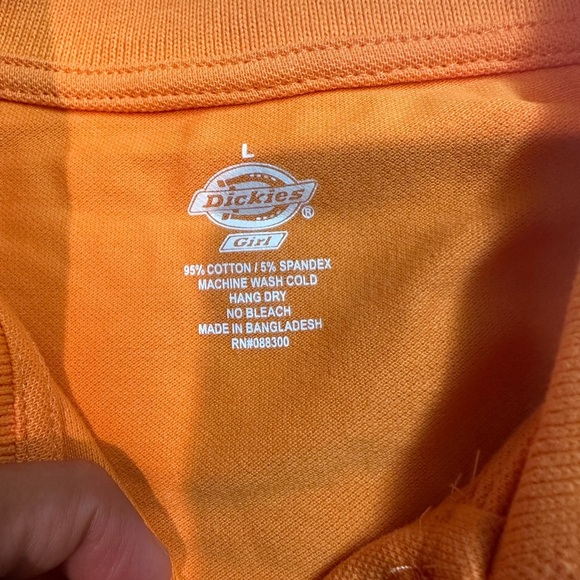 L
Dickies
®
Girl
95% COTTON / 5% SPANDEX
MACHINE WASH COLD
HANG DRY
NO BLEACH
MADE IN BANGLADESH
RN#088300